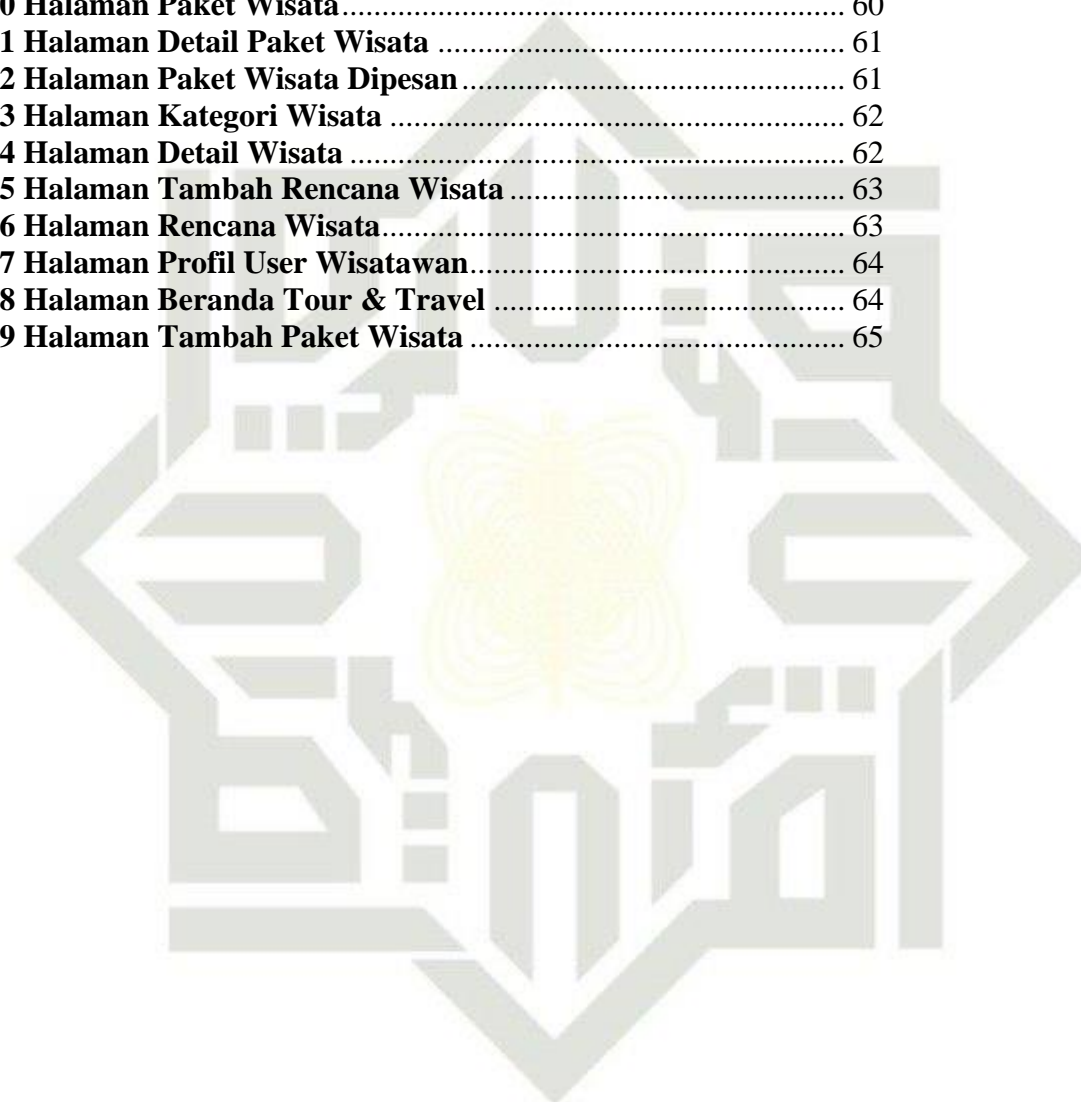 0 Halaman Paket Wisata ........................................................................ 60
1 Halaman Detail Paket Wisata .......................................................... 61
2 Halaman Paket Wisata Dipesan ....................................................... 61
3 Halaman Kategori Wisata ................................................................. 62
4 Halaman Detail Wisata ...................................................................... 62
5 Halaman Tambah Rencana Wisata ................................................ 63
6 Halaman Rencana Wisata .................................................................. 63
7 Halaman Profil User Wisatawan ...................................................... 64
8 Halaman Beranda Tour & Travel ................................................... 64
9 Halaman Tambah Paket Wisata ...................................................... 65